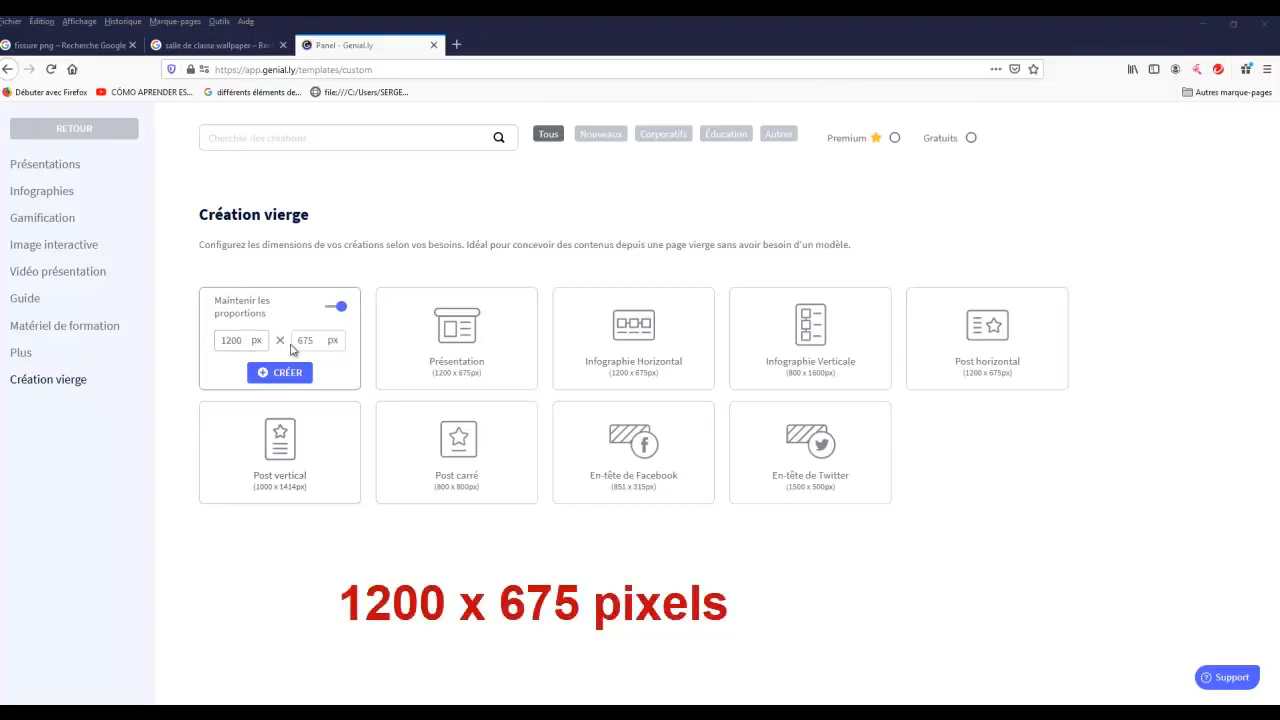 ichier Édition Affichage Historique Marque-pages Outils Aide
fissure png – Recherche Google
salle de classe wallpaper – Rec
Panel - Genial.ly
https://app.genial.ly/templates/custom
Débuter avec Firefox
CÓMO APRENDER ES...
différents éléments de...
file:///C:/Users/SERGE...
Autres marque-pages
RETOUR
Chercher des créations
Tous
Nouveaux
Corporatifs
Éducation
Autres
Premium
Gratuits
Présentations
Infographies
Gamification
Image interactive
Vidéo présentation
Guide
Matériel de formation
Plus
Création vierge
Création vierge
Configurez les dimensions de vos créations selon vos besoins. Idéal pour concevoir des contenus depuis une page vierge sans avoir besoin d'un modèle.
Maintenir les
proportions
1200 px × 675 px
CRÉER
Présentation
(1200 x 675px)
Infographie Horizontal
(1200 x 675px)
Infographie Verticale
(800 x 1600px)
Post horizontal
(1200 x 675px)
Post vertical
(1000 x 1414px)
Post carré
(800 x 800px)
En-tête de Facebook
(851 x 315px)
En-tête de Twitter
(1500 x 500px)
1200 x 675 pixels
Support